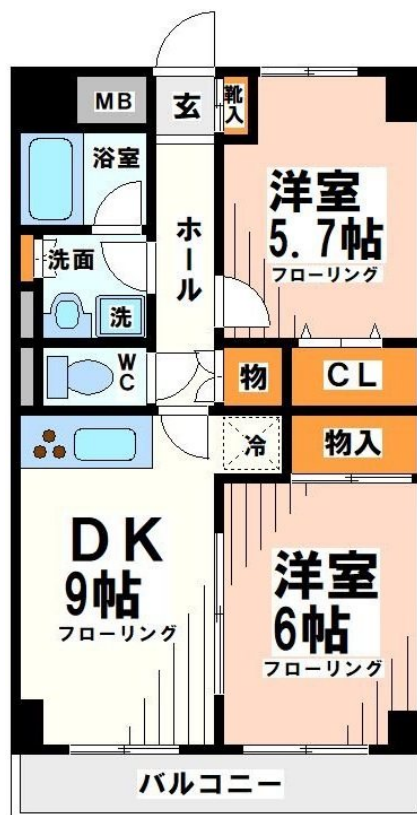 MB
玄
靴入
浴室
洋室
5.7帖
フローリング
ホール
洗面
洗
WC
物
CL
冷
物入
DK
9帖
フローリング
洋室
6帖
フローリング
バルコニー